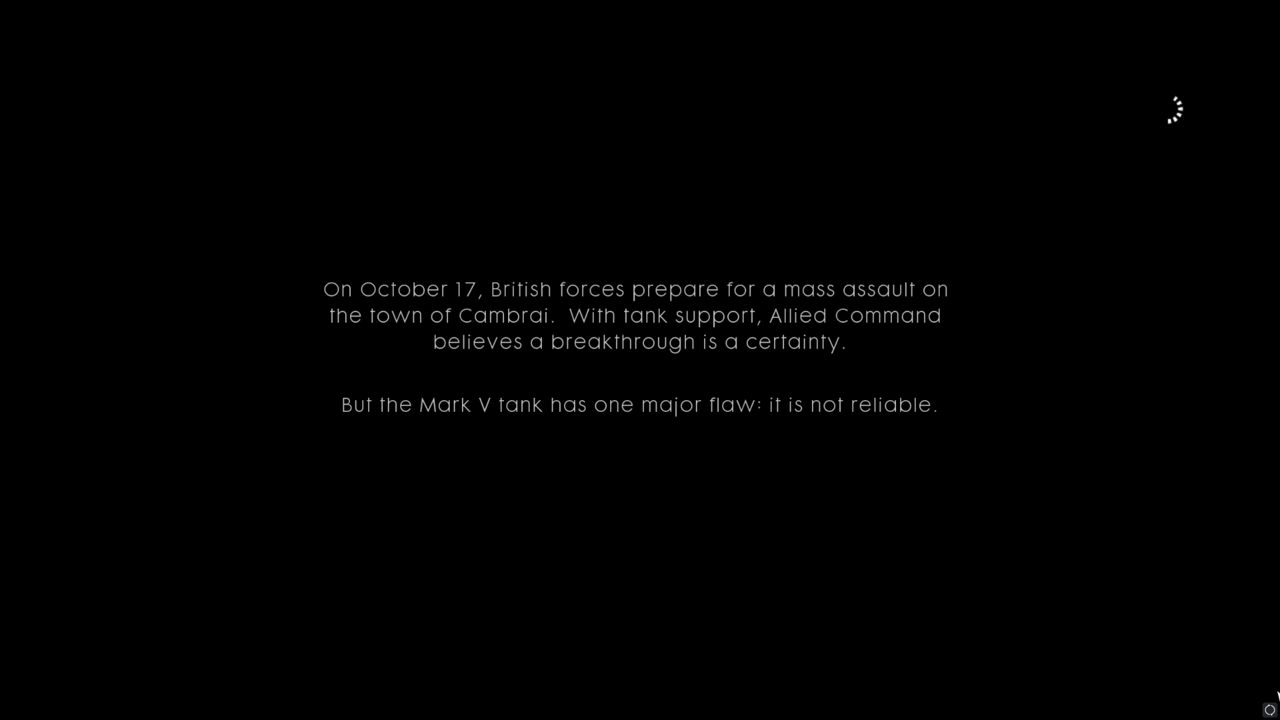 On October 17, British forces prepare for a mass assault on
the town of Cambrai.  With tank support, Allied Command
believes a breakthrough is a certainty.
But the Mark V tank has one major flaw: it is not reliable.